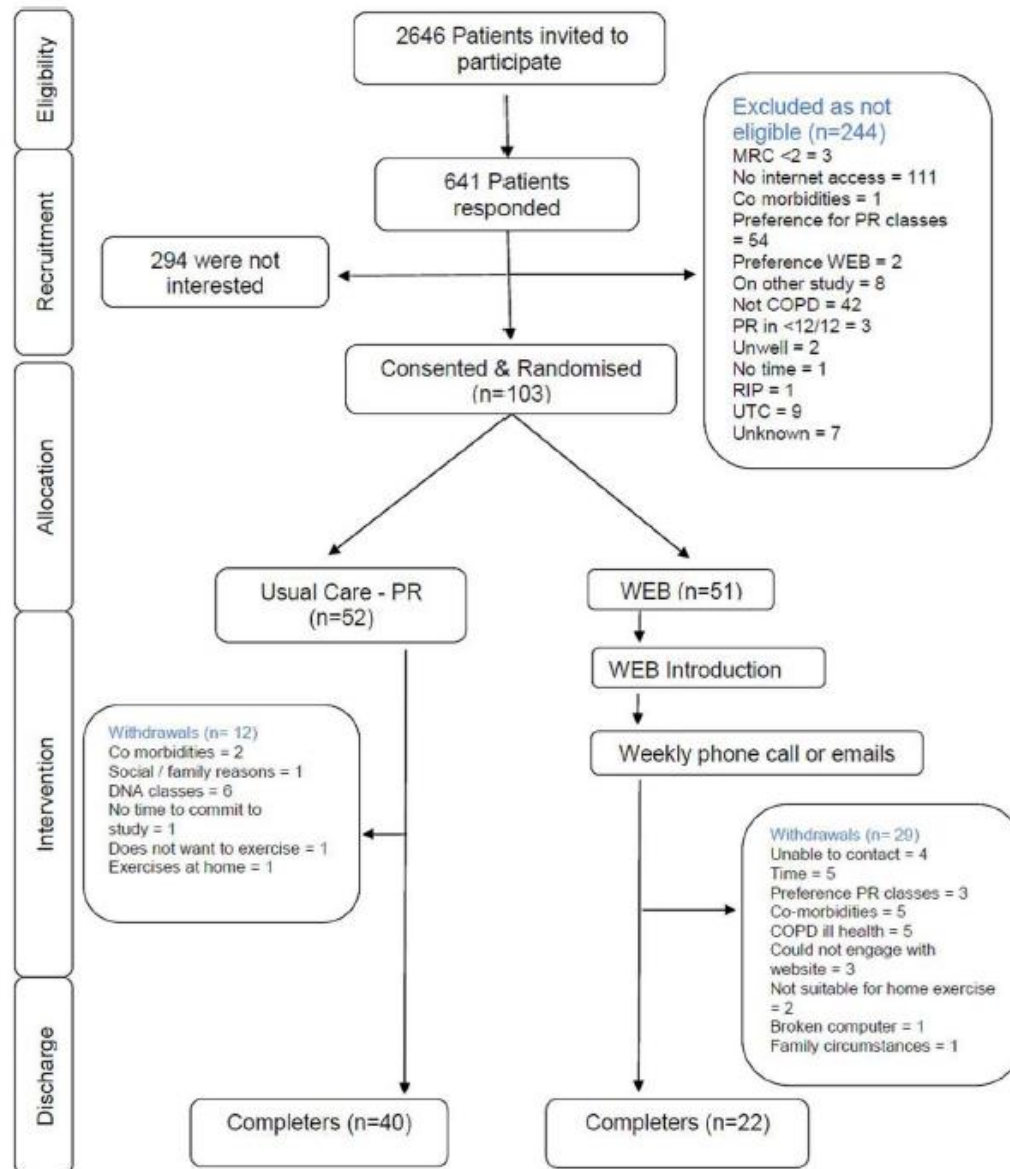 Eligibility
2646 Patients invited to
participate
Excluded as not
eligible (n=244)
MRC <2 = 3
No internet access = 111
Co morbidities = 1
Preference for PR classes
= 54
Preference WEB = 2
On other study = 8
Not COPD = 42
PR in <12/12 = 3
Unwell = 2
No time = 1
RIP = 1
UTC = 9
Unknown = 7
Recruitment
641 Patients
responded
294 were not
interested
Allocation
Consented & Randomised
(n=103)
Usual Care - PR
(n=52)
WEB (n=51)
Intervention
WEB Introduction
Weekly phone call or emails
Withdrawals (n= 12)
Co morbidities = 2
Social / family reasons = 1
DNA classes = 6
No time to commit to
study = 1
Does not want to exercise = 1
Exercises at home = 1
Withdrawals (n= 29)
Unable to contact = 4
Time = 5
Preference PR classes = 3
Co-morbidities = 5
COPD ill health = 5
Could not engage with
website = 3
Not suitable for home exercise
= 2
Broken computer = 1
Family circumstances = 1
Discharge
Completers (n=40)
Completers (n=22)